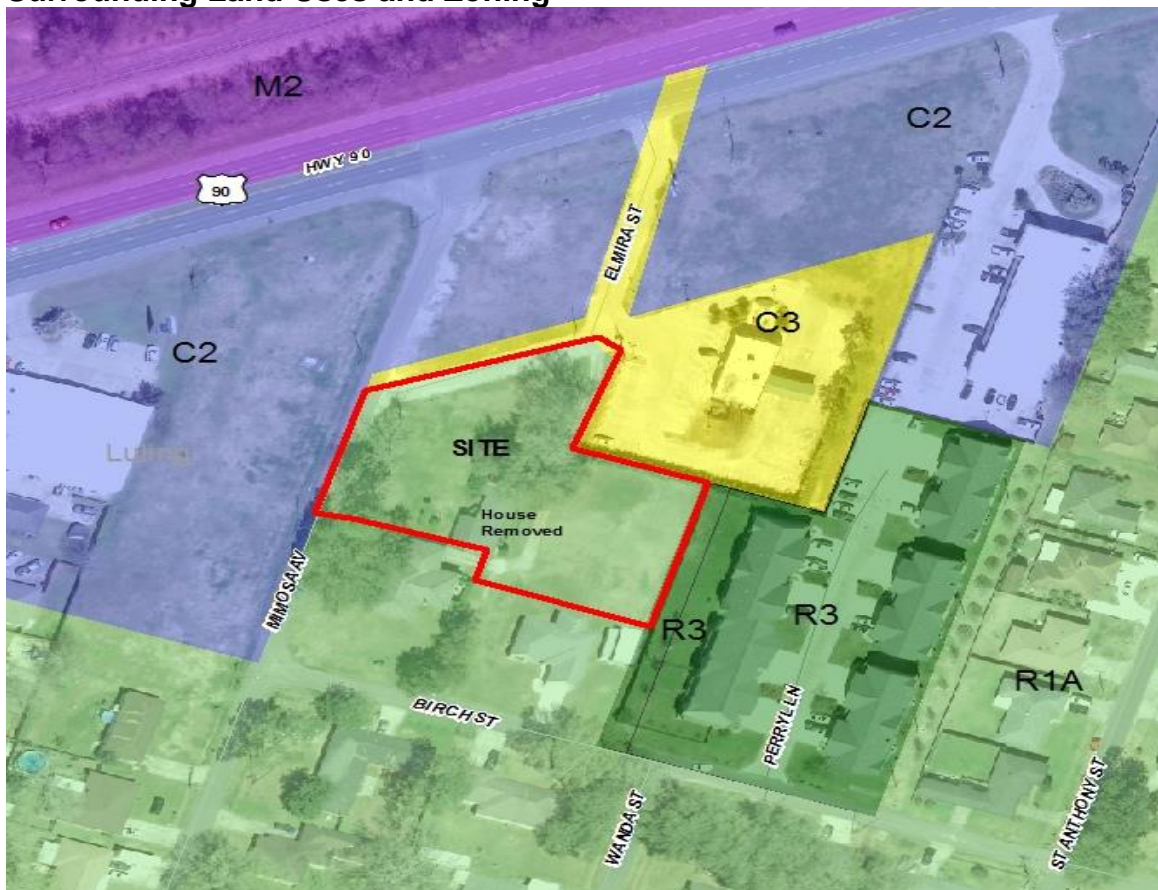 Surrounding Land Uses and Zoning
M2
C2
HWY 90
90
ELMIRA ST
C3
C2
Luling
SITE
House
Removed
MIMOSA AV
R3
R3
R1A
BIRCH ST
PERRY LN
WANDA ST
ST ANTHONY ST